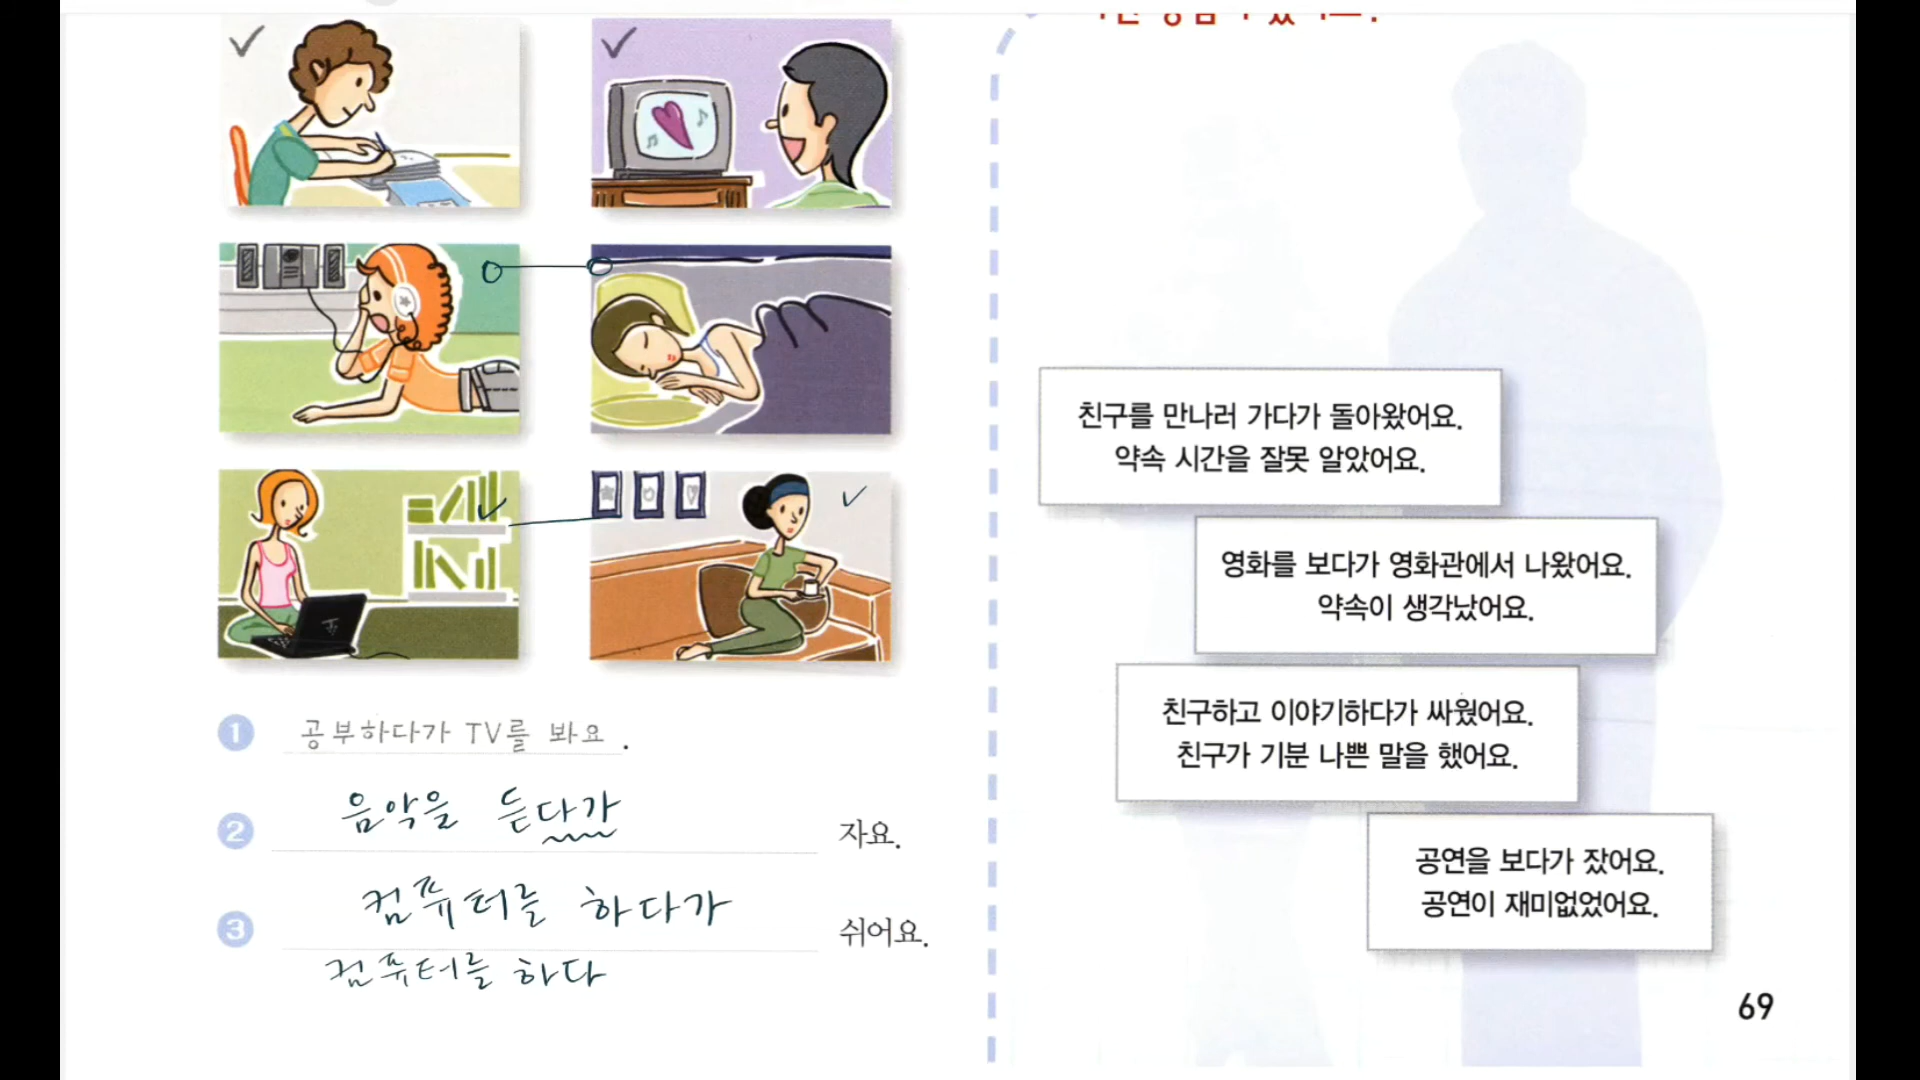 1 공부하다가 TV를 봐요.
2 음악을 듣다가 자요.
3 컴퓨터를 하다가 쉬어요.
컴퓨터를 하다
친구를 만나러 가다가 돌아왔어요.
약속 시간을 잘못 알았어요.
영화를 보다가 영화관에서 나왔어요.
약속이 생각났어요.
친구하고 이야기하다가 싸웠어요.
친구가 기분 나쁜 말을 했어요.
공연을 보다가 잤어요.
공연이 재미없었어요.
69